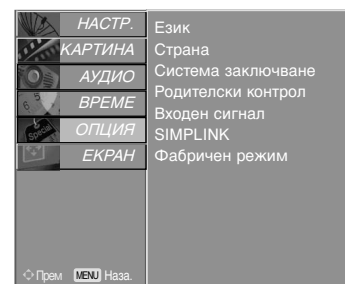 НАСТР.
КАРТИНА
АУДИО
ВРЕМЕ
ОПЦИЯ
ЕКРАН
Език
Страна
Система заключване
Родителски контрол
Входен сигнал
SIMPLINK
Фабричен режим
Прем MENU Наза.